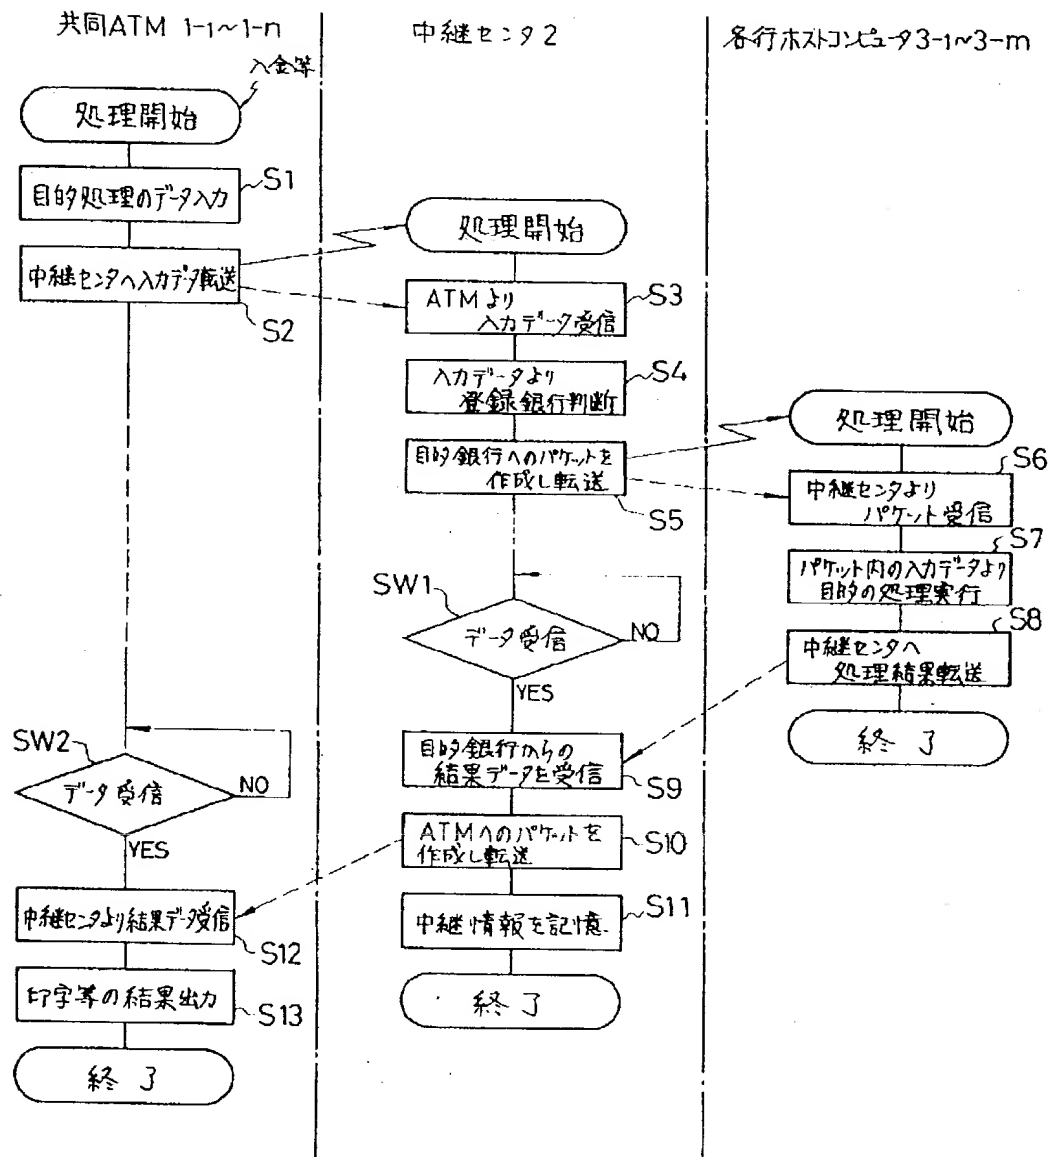 共同ATM 1-1~1-n
入金等
処理開始
目的処理のデータ入力
S1
中継センタへ入力データ転送
S2
データ受信
SW2
NO
YES
中継センタより結果データ受信
S12
印字等の結果出力
S13
終了
中継センタ2
処理開始
ATMより
入力データ受信
S3
入力データより
登録銀行判断
S4
目的銀行へのパケットを
作成し転送
S5
SW1
データ受信
NO
YES
目的銀行からの
結果データを受信
S9
ATMへのパケットを
作成し転送
S10
中継情報を記憶
S11
終了
各行ホストコンピュータ3-1~3-m
処理開始
S6
中継センタより
パケット受信
S7
パケット内の入力データより
目的の処理実行
S8
中継センタへ
処理結果転送
終了